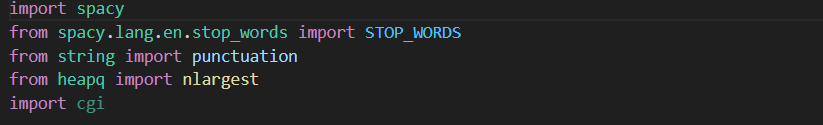 import spacy
from spacy.lang.en.stop_words import STOP_WORDS
from string import punctuation
from heapq import nlargest
import cgi